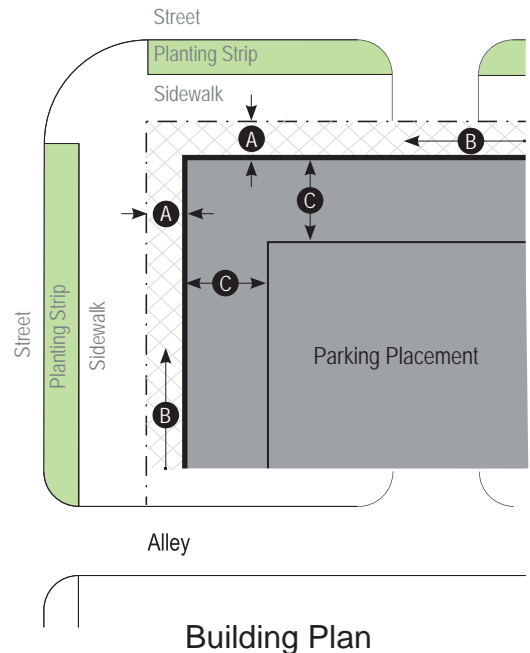 Street
Planting Strip
Sidewalk
A
B
A
C
C
Parking Placement
B
Street
Planting Strip
Sidewalk
Alley
Building Plan